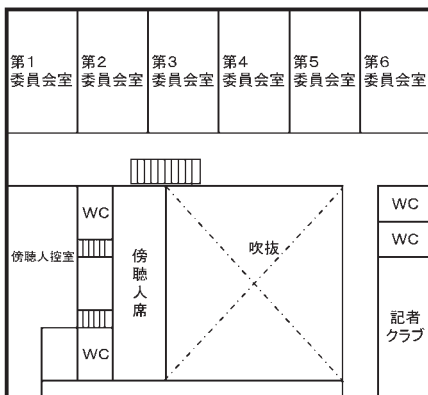 第1
委員会室
第2
委員会室
第3
委員会室
第4
委員会室
第5
委員会室
第6
委員会室
WC
WC
傍聴人控室
傍聴人席
吹抜
WC
WC
記者
クラブ